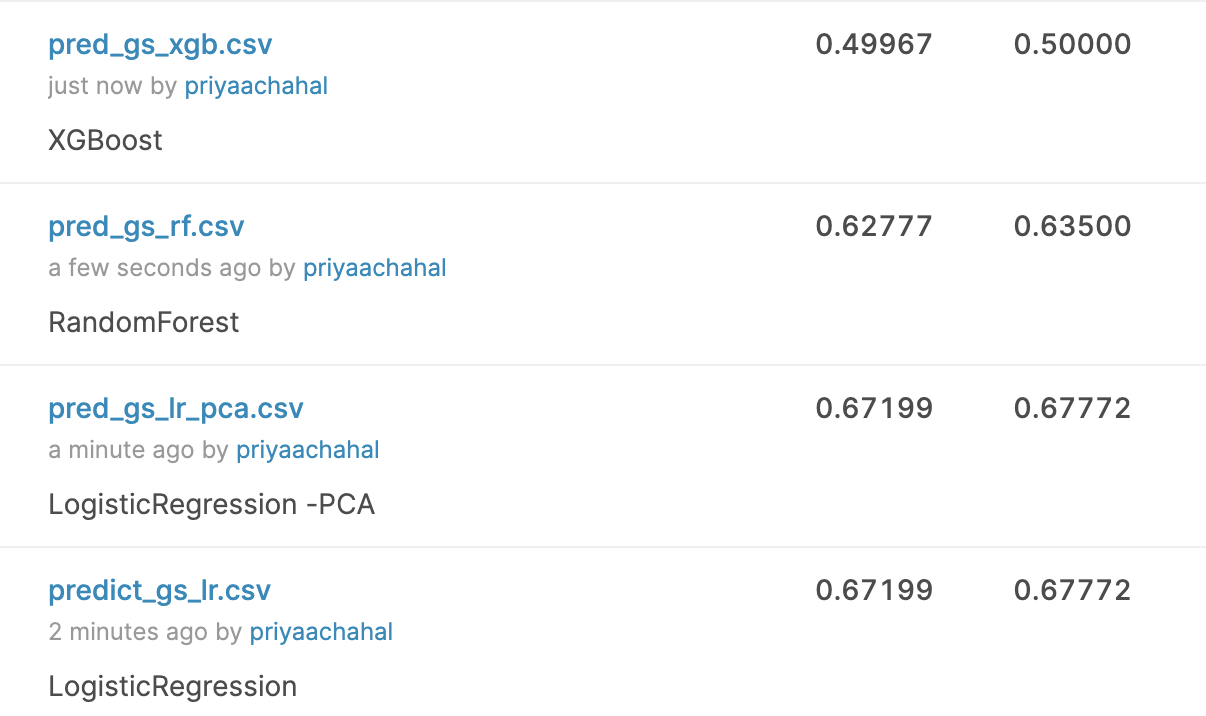 pred_gs_xgb.csv 0.49967 0.50000
just now by priyaachahal
XGBoost
pred_gs_rf.csv 0.62777 0.63500
a few seconds ago by priyaachahal
RandomForest
pred_gs_lr_pca.csv 0.67199 0.67772
a minute ago by priyaachahal
LogisticRegression -PCA
predict_gs_lr.csv 0.67199 0.67772
2 minutes ago by priyaachahal
LogisticRegression